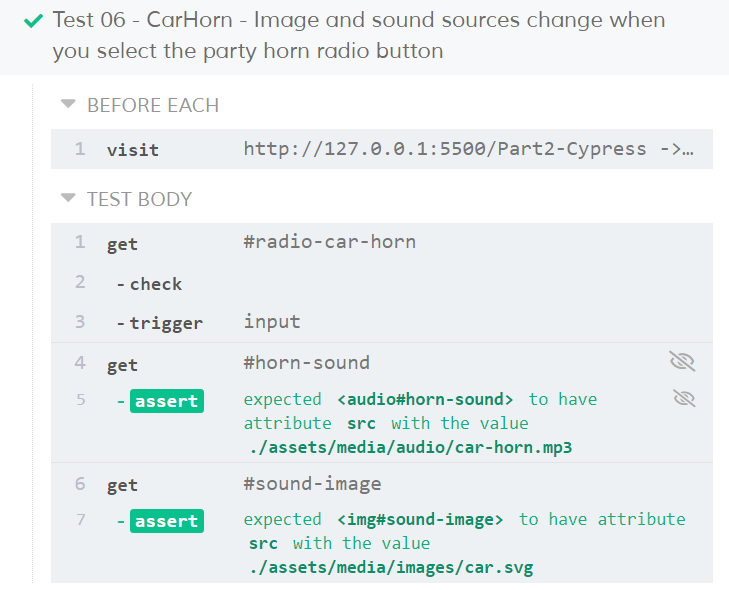 Test 06 - CarHorn - Image and sound sources change when
you select the party horn radio button
BEFORE EACH
1 visit http://127.0.0.1:5500/Part2-Cypress ->…
TEST BODY
1 get #radio-car-horn
2 - check
3 - trigger input
4 get #horn-sound
5 - assert expected <audio#horn-sound> to have
attribute src with the value
./assets/media/audio/car-horn.mp3
6 get #sound-image
7 - assert expected <img#sound-image> to have attribute
src with the value
./assets/media/images/car.svg